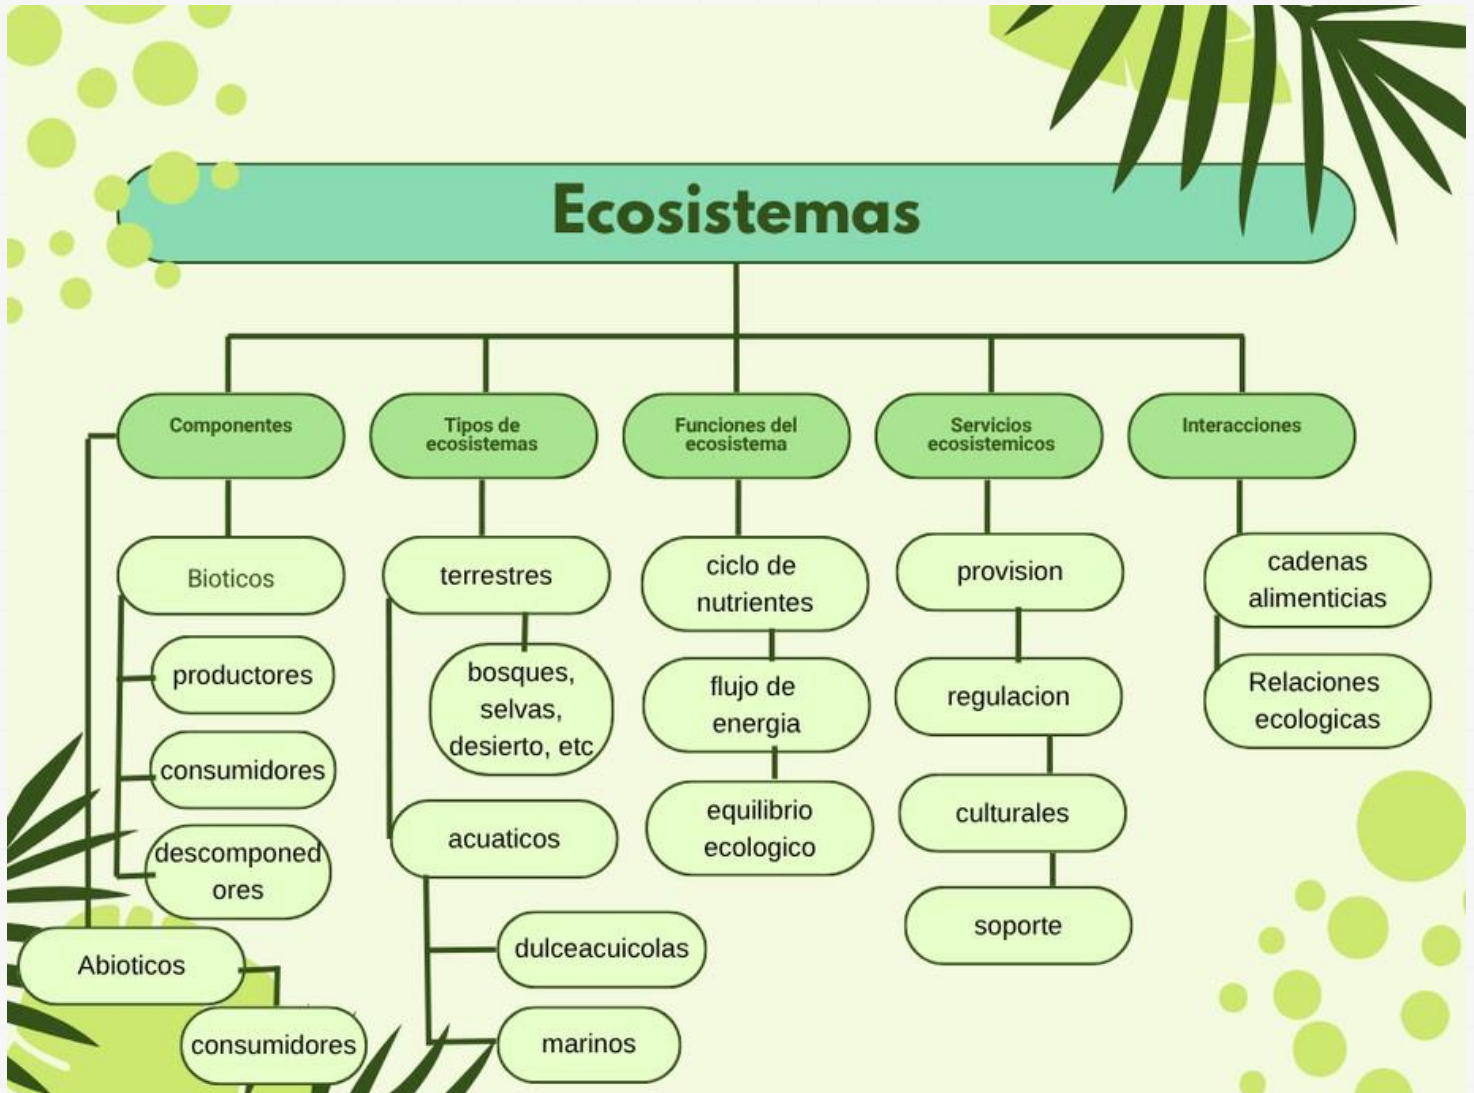 Ecosistemas
Componentes
Tipos de
ecosistemas
Funciones del
ecosistema
Servicios
ecosistemicos
Interacciones
Bioticos
productores
consumidores
descomponed
ores
Abioticos
consumidores
terrestres
bosques,
selvas,
desierto, etc
acuaticos
dulceacuicolas
marinos
ciclo de
nutrientes
flujo de
energia
equilibrio
ecologico
provision
regulacion
culturales
soporte
cadenas
alimenticias
Relaciones
ecologicas